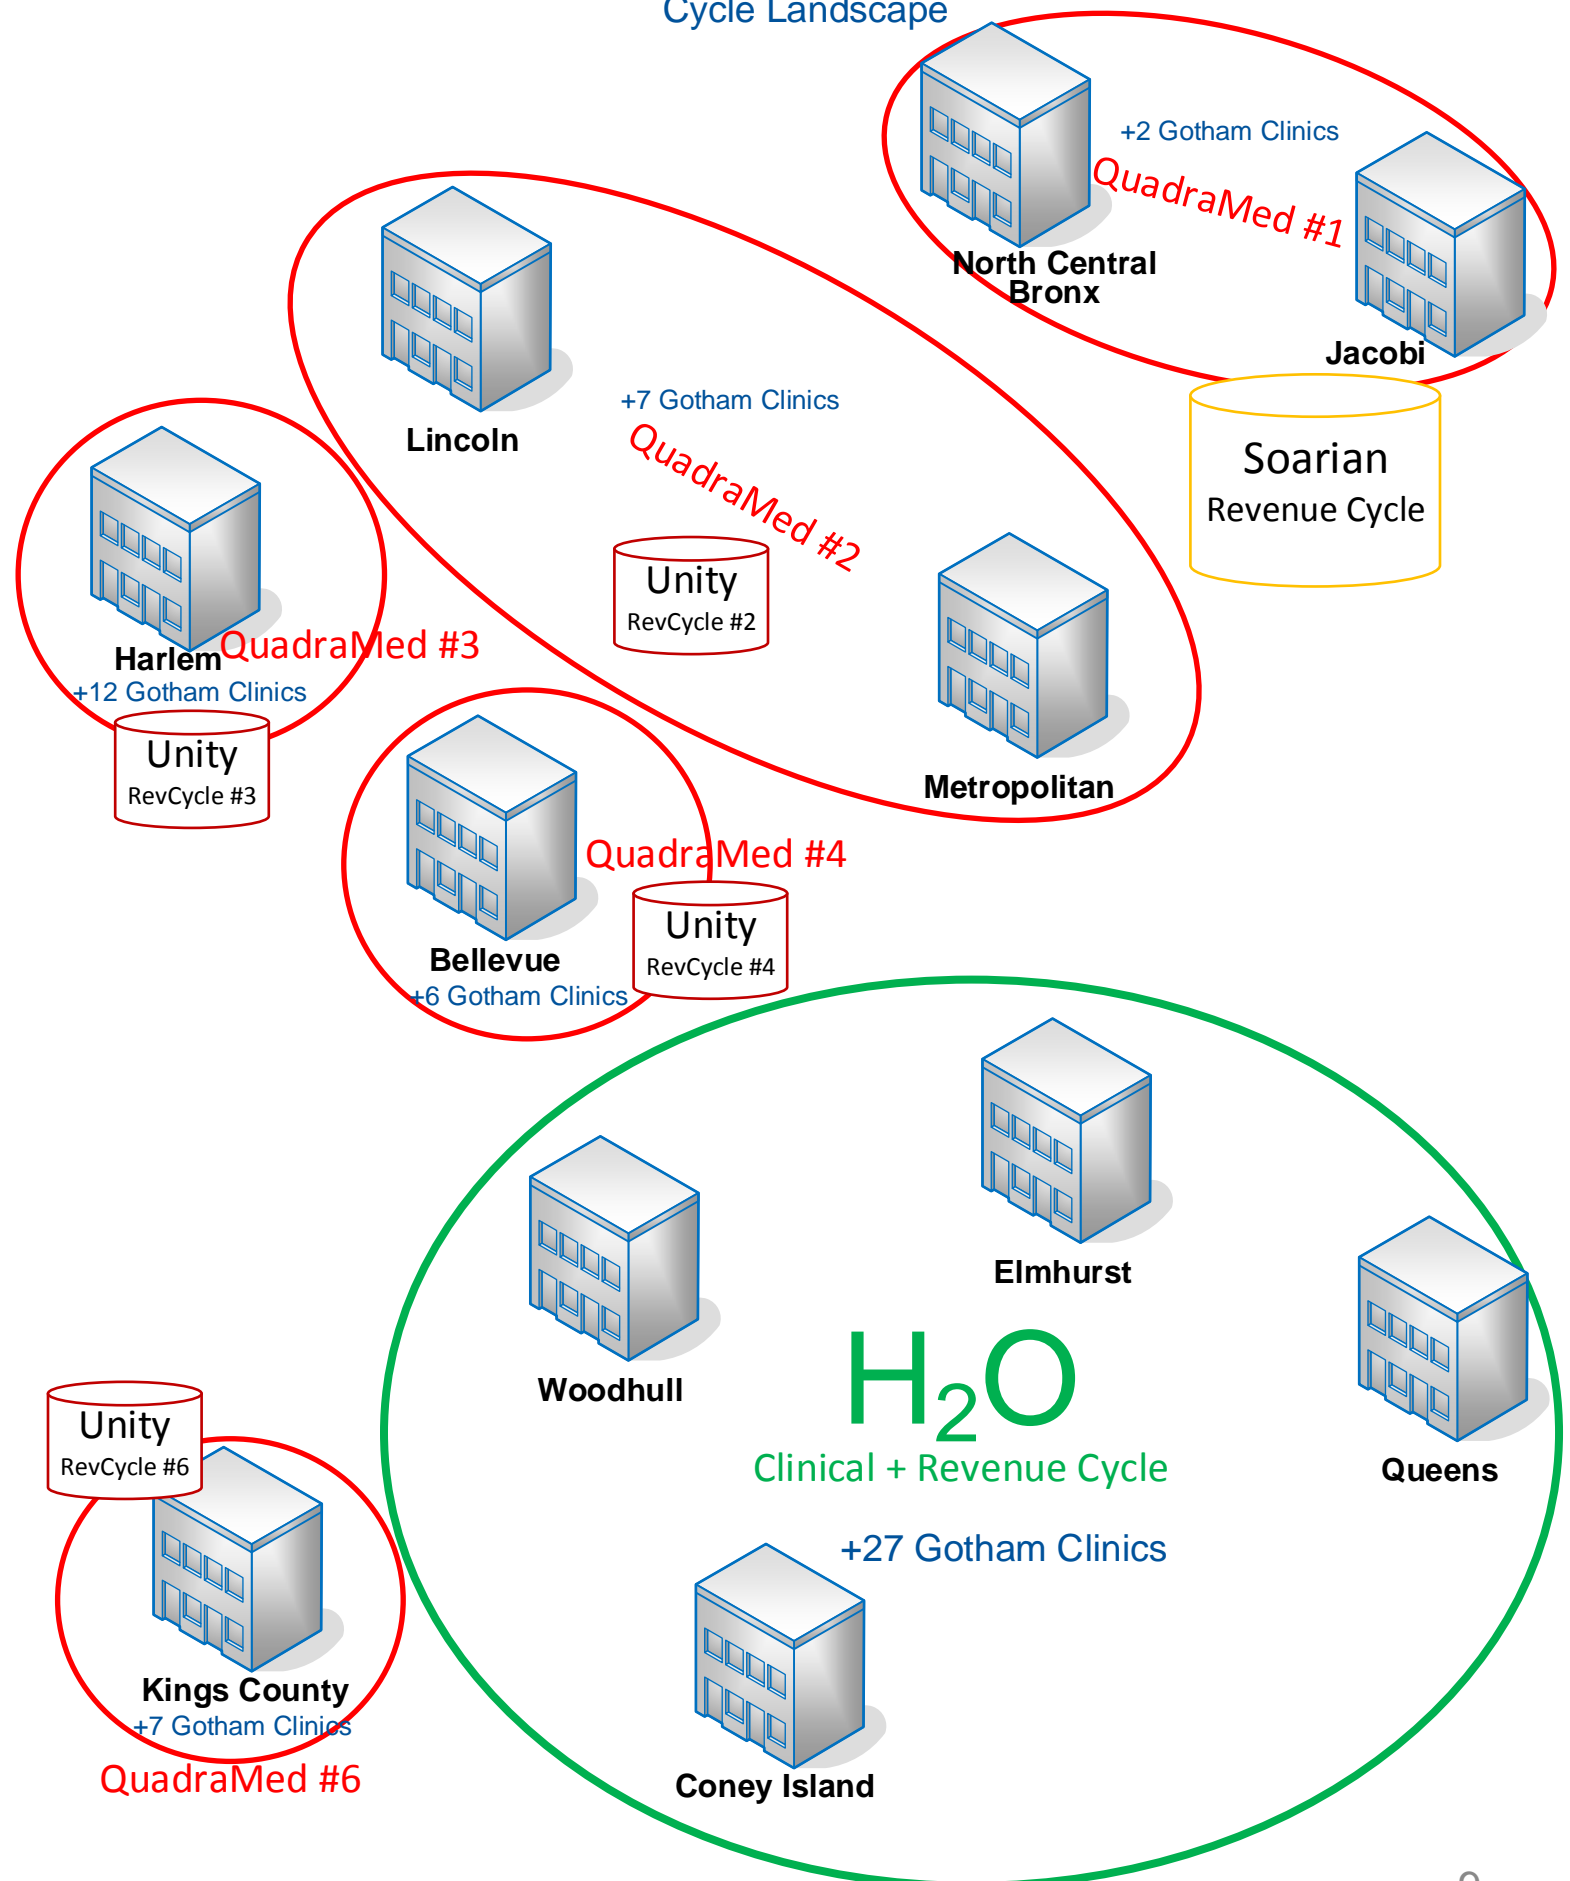 Cycle Landscape
+2 Gotham Clinics
QuadraMed #1
North Central
Bronx
Jacobi
Soarian
Revenue Cycle
Lincoln
+7 Gotham Clinics
QuadraMed #2
Unity
RevCycle #2
Metropolitan
Harlem
QuadraMed #3
+12 Gotham Clinics
Unity
RevCycle #3
QuadraMed #4
Bellevue
+6 Gotham Clinics
Unity
RevCycle #4
Elmhurst
Woodhull
Queens
H₂O
Clinical + Revenue Cycle
+27 Gotham Clinics
Coney Island
Unity
RevCycle #6
Kings County
+7 Gotham Clinics
QuadraMed #6